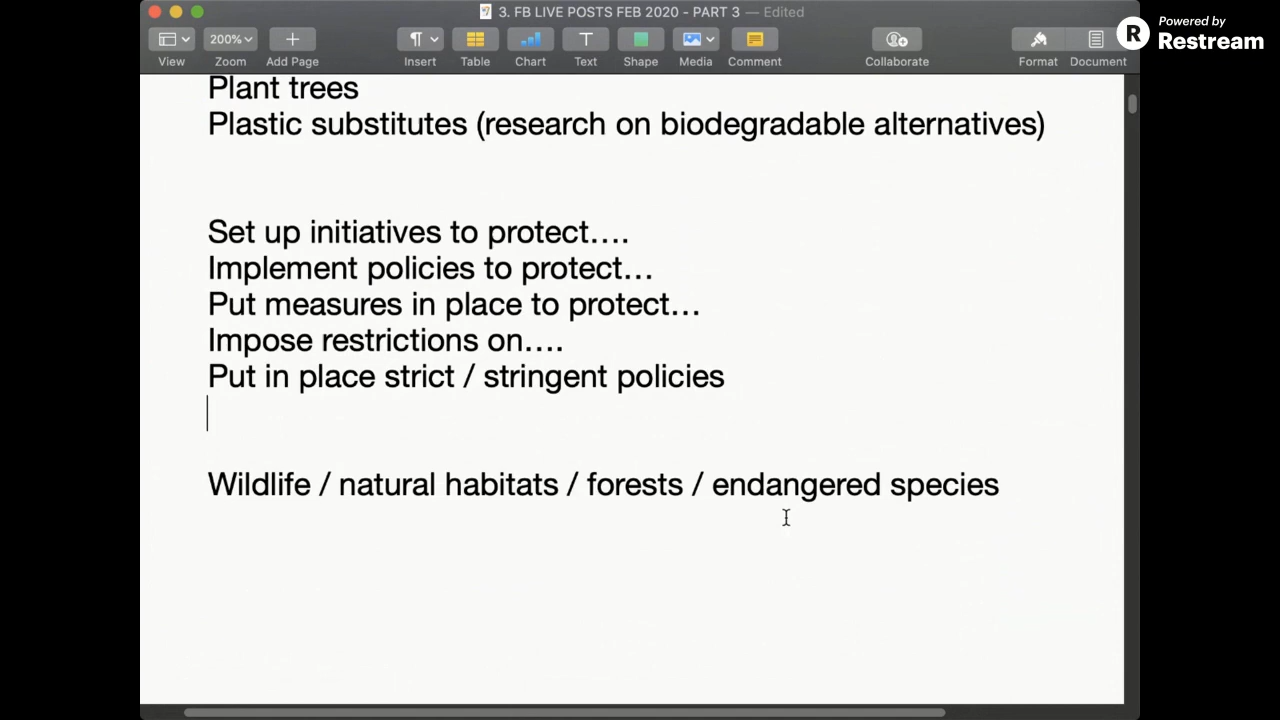 3. FB LIVE POSTS FEB 2020 - PART 3 — Edited
Powered by
Restream
200%
View
Zoom
Add Page
Insert
Table
Chart
Text
Shape
Media
Comment
Collaborate
Format
Document
Plant trees
Plastic substitutes (research on biodegradable alternatives)
Set up initiatives to protect….
Implement policies to protect…
Put measures in place to protect…
Impose restrictions on….
Put in place strict / stringent policies
Wildlife / natural habitats / forests / endangered species